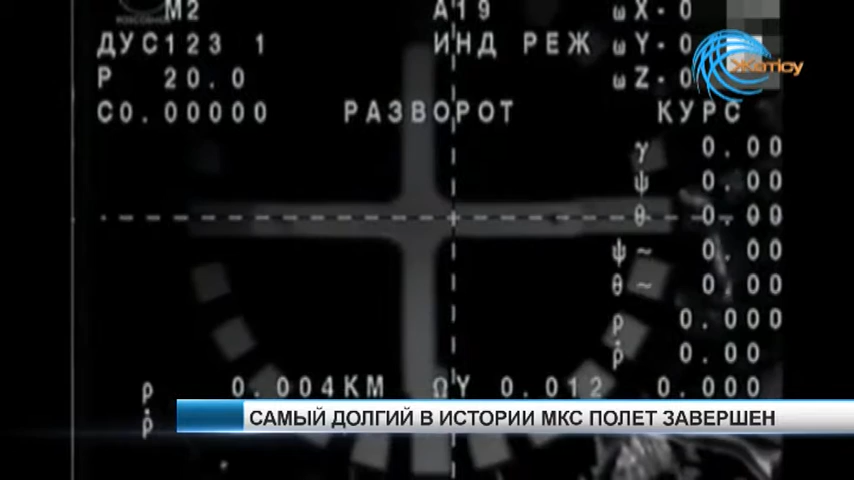 М2 А19 ωX-0
ДУС123 1 ИНД РЕЖ ωY-0
Р 20.0 ωZ-0
Жетісу
С0.00000 РАЗВОРОТ КУРС
γ 0.00
ψ 0.00
θ 0.00
ψ~ 0.00
θ~ 0.00
ρ 0.000
ρ̇ 0.00
ρ 0.004КМ ΩY 0.012 0.000
ρ̇
САМЫЙ ДОЛГИЙ В ИСТОРИИ МКС ПОЛЕТ ЗАВЕРШЕН